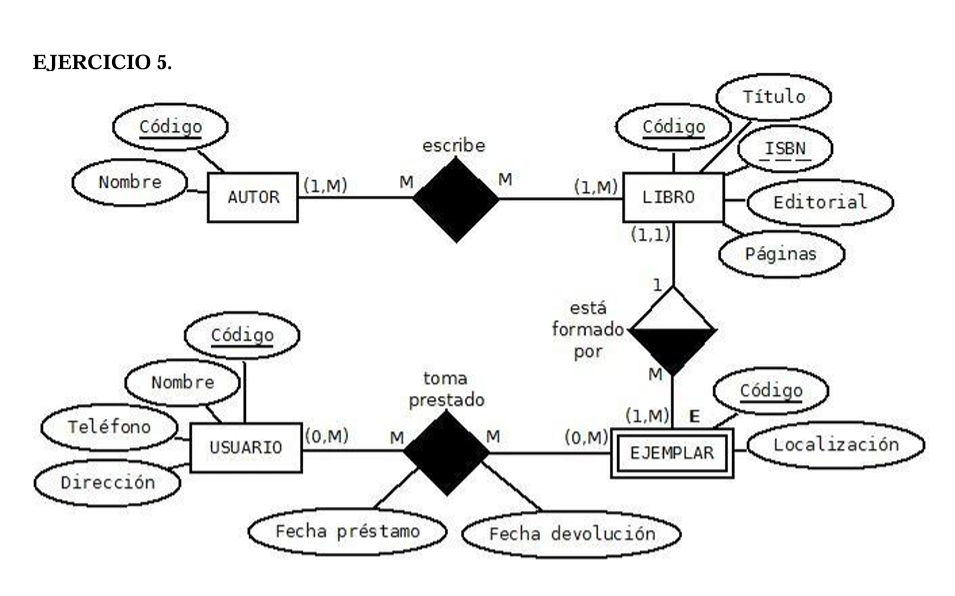 EJERCICIO 5.
Título
Código
Código
ISBN
escribe
Nombre
AUTOR
(1,M)
M
M
(1,M)
LIBRO
Editorial
(1,1)
Páginas
1
está
formado
por
Código
M
Nombre
toma
prestado
Código
Teléfono
(1,M)
E
USUARIO
(0,M)
M
M
(0,M)
EJEMPLAR
Localización
Dirección
Fecha préstamo
Fecha devolución